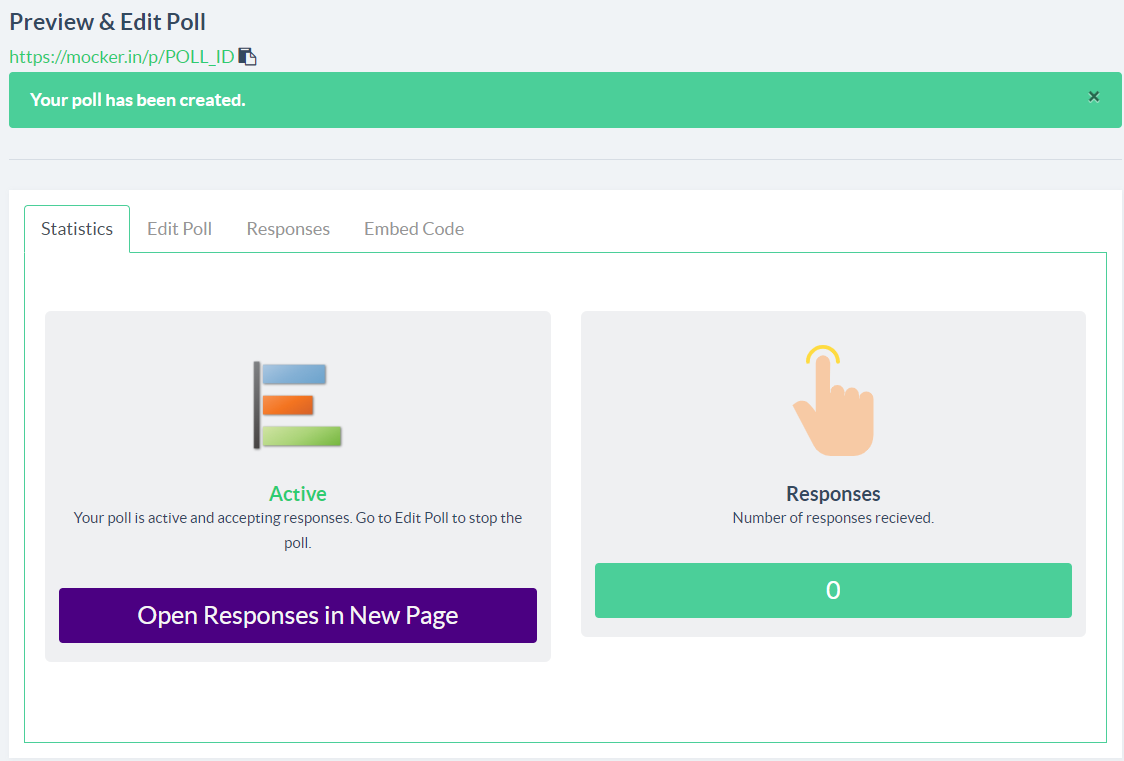 Preview & Edit Poll
https://mocker.in/p/POLL_ID
Your poll has been created.
×
Statistics
Edit Poll
Responses
Embed Code
Active
Your poll is active and accepting responses. Go to Edit Poll to stop the
poll.
Open Responses in New Page
Responses
Number of responses recieved.
0